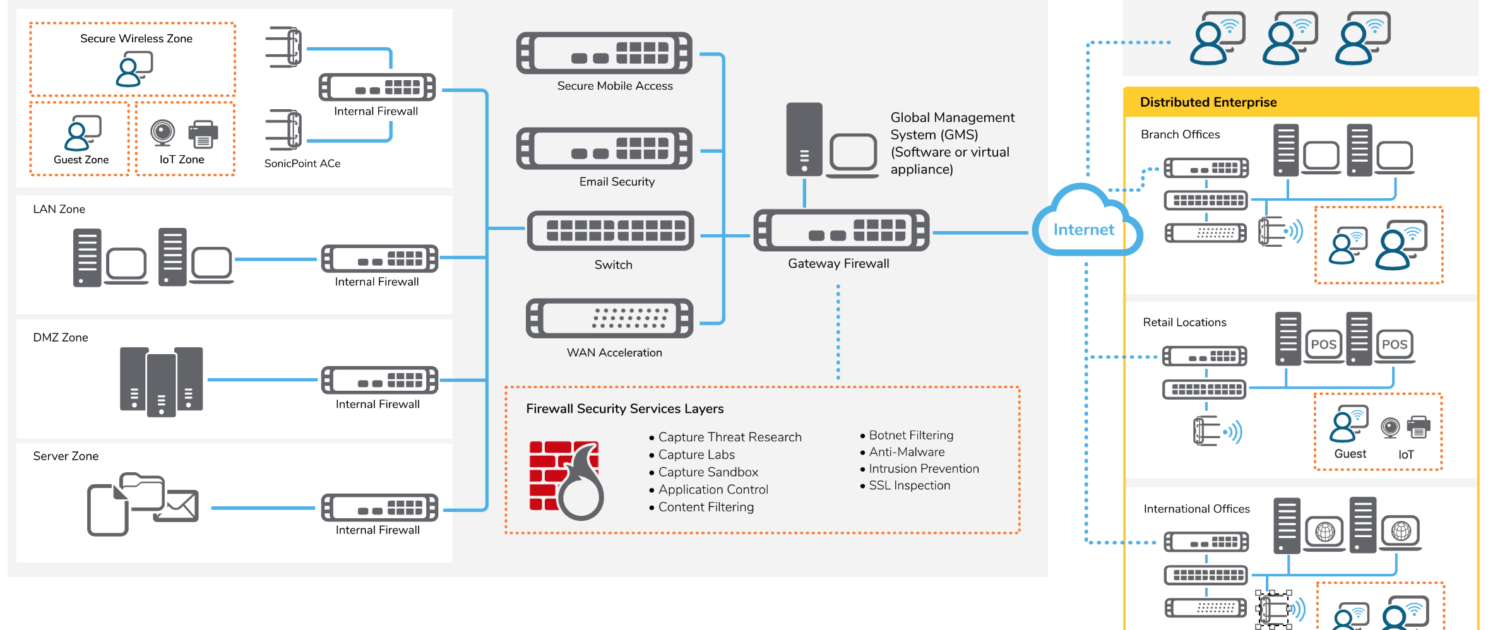 Secure Wireless Zone
Guest Zone
IoT Zone
SonicPoint ACe
Internal Firewall
LAN Zone
Internal Firewall
DMZ Zone
Internal Firewall
Server Zone
Internal Firewall
Secure Mobile Access
Email Security
Switch
WAN Acceleration
Global Management
System (GMS)
(Software or virtual
appliance)
Gateway Firewall
Internet
Firewall Security Services Layers
• Capture Threat Research
• Capture Labs
• Capture Sandbox
• Application Control
• Content Filtering
• Botnet Filtering
• Anti-Malware
• Intrusion Prevention
• SSL Inspection
Distributed Enterprise
Branch Offices
Retail Locations
POS
POS
Guest
IoT
International Offices